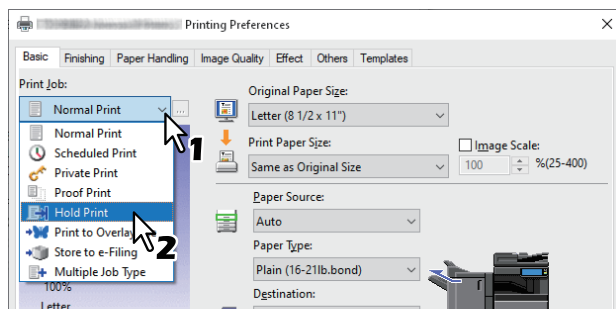 Printing Preferences
Basic Finishing Paper Handling Image Quality Effect Others Templates
Print Job:
Normal Print
...
1
Normal Print
Scheduled Print
Private Print
Proof Print
Hold Print
2
Print to Overlay
Store to e-Filing
Multiple Job Type
100%
Letter
Original Paper Size:
Letter (8 1/2 x 11")
Print Paper Size:
Same as Original Size
Image Scale:
100 %(25-400)
Paper Source:
Auto
Paper Type:
Plain (16-21lb.bond)
Destination: